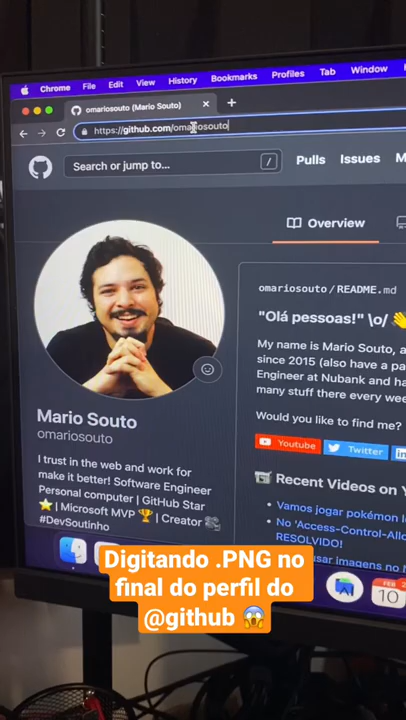 Chrome File Edit View History Bookmarks Profiles Tab Window
omariosouto (Mario Souto)
https://github.com/omariosouto
Search or jump to... / Pulls Issues
Overview
omariosouto/README.md
"Olá pessoas!" \o/ 👋
My name is Mario Souto, a
since 2015 (also have a pa
Engineer at Nubank and ha
many stuff there every wee
Would you like to find me?
Youtube Twitter in
Recent Videos on Y
Vamos jogar pokémon
No 'Access-Control-Allo
RESOLVIDO!
usar imagens no
Mario Souto
omariosouto
I trust in the web and work for
make it better! Software Engineer
Personal computer | GitHub Star
⭐ | Microsoft MVP 🏆 | Creator
#DevSoutinho
10
Digitando .PNG no
final do perfil do
@github 😱